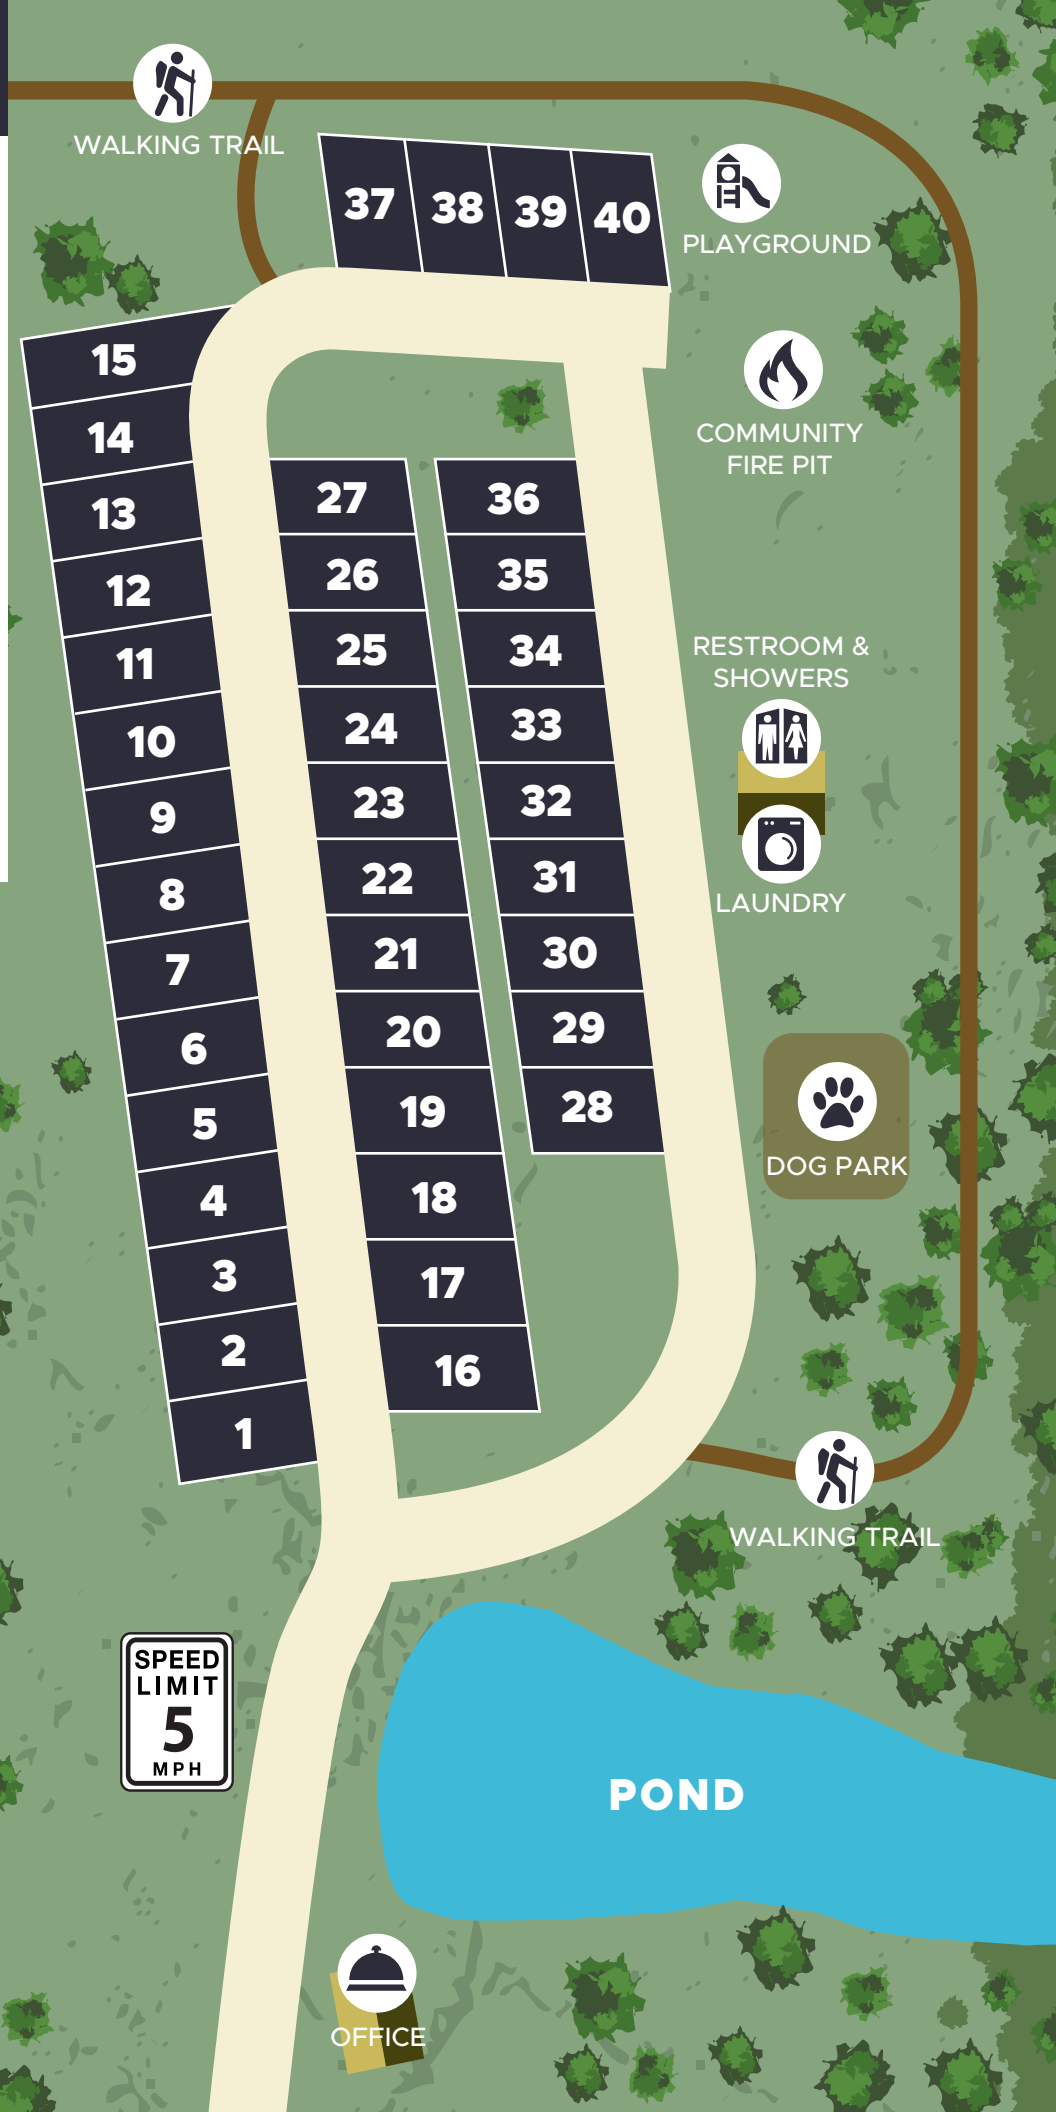 WALKING TRAIL
37 38 39 40
PLAYGROUND
COMMUNITY
FIRE PIT
15
14
13
12
11
10
9
8
7
6
5
4
3
2
1
27
26
25
24
23
22
21
20
19
18
17
16
36
35
34
33
32
31
30
29
28
RESTROOM &
SHOWERS
LAUNDRY
DOG PARK
WALKING TRAIL
SPEED
LIMIT
5
MPH
POND
OFFICE